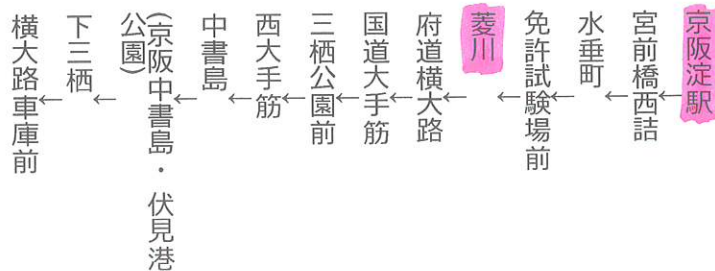 京阪淀駅
←
宮前橋西詰
←
水垂町
←
免許試験場前
←
菱川
←
府道横大路
←
国道大手筋
←
三栖公園前
←
西大手筋
←
中書島
←
(京阪中書島・伏見港
公園)
←
下三栖
←
横大路車庫前